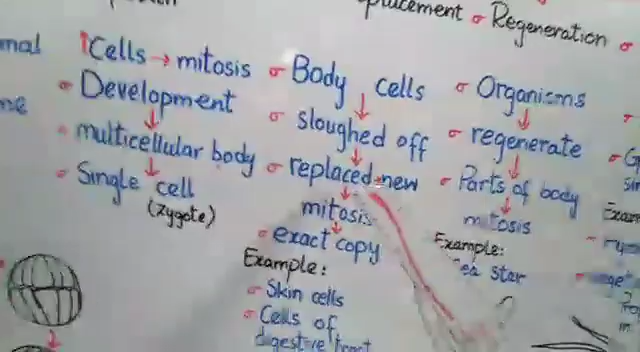 placement Regeneration
mal
↑Cells → mitosis
Development
multicellular body
Single cell
(Zygote)
Body cells
sloughed off
replaced new
mitosis
exact copy
Example:
Skin cells
Cells of
digestive tract
Organisms
regenerate
Parts of body
mitosis
Example:
Sea star